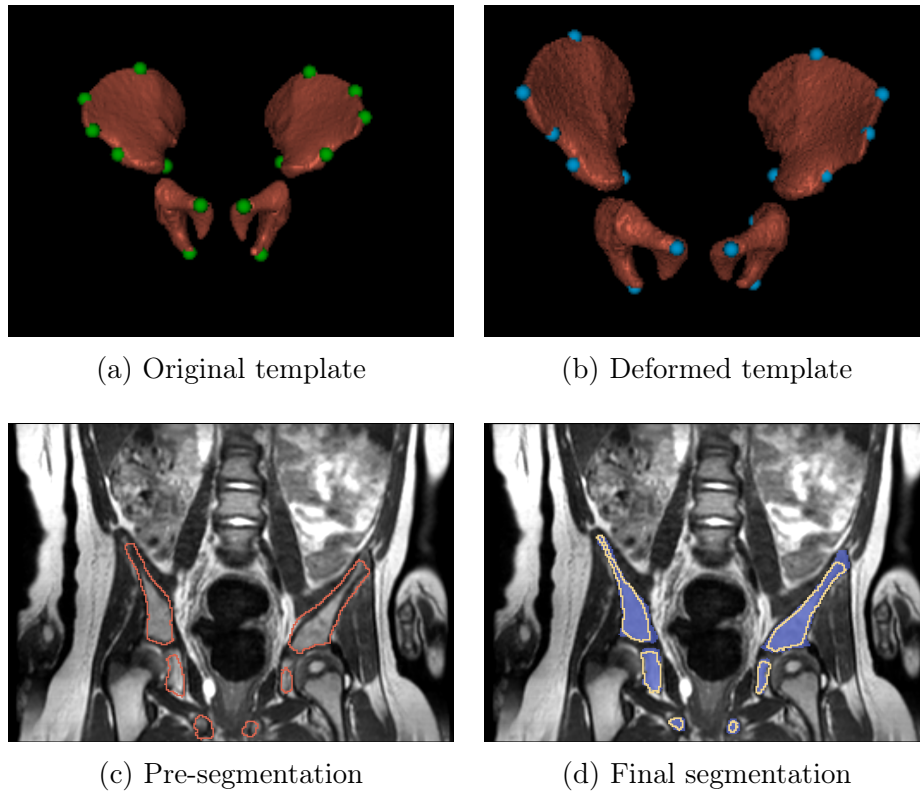 (a) Original template
(b) Deformed template
(c) Pre-segmentation
(d) Final segmentation